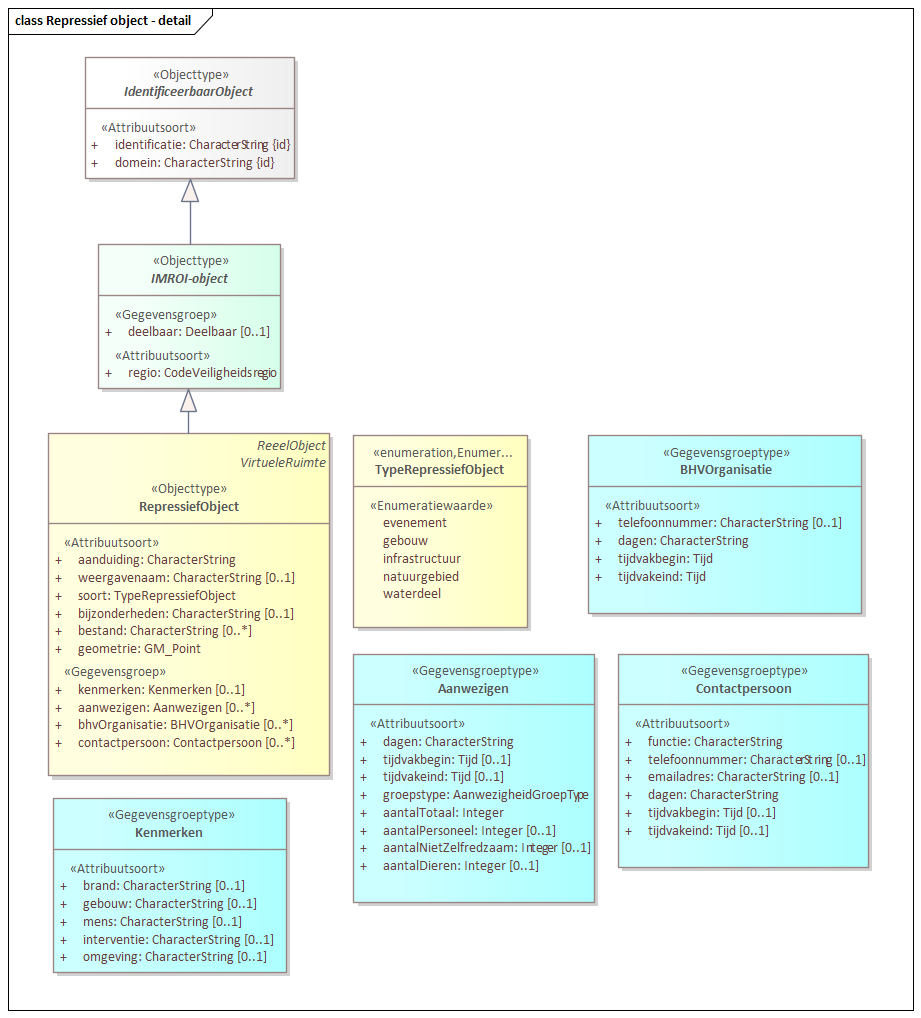 class Repressief object - detail
«Objecttype»
IdentificeerbaarObject
«Attribuutsoort»
+ identificatie: CharacterString {id}
+ domein: CharacterString {id}
«Objecttype»
IMROI-object
«Gegevensgroep»
+ deelbaar: Deelbaar [0..1]
«Attribuutsoort»
+ regio: CodeVeiligheidsregio
ReeelObject
VirtueleRuimte
«Objecttype»
RepressiefObject
«Attribuutsoort»
+ aanduiding: CharacterString
+ weergavenaam: CharacterString [0..1]
+ soort: TypeRepressiefObject
+ bijzonderheden: CharacterString [0..1]
+ bestand: CharacterString [0..*]
+ geometrie: GM_Point
«Gegevensgroep»
+ kenmerken: Kenmerken [0..1]
+ aanwezigen: Aanwezigen [0..*]
+ bhvOrganisatie: BHVOrganisatie [0..*]
+ contactpersoon: Contactpersoon [0..*]
«enumeration,Enumer...
TypeRepressiefObject
«Enumeratiewaarde»
evenement
gebouw
infrastructuur
natuurgebied
waterdeel
«Gegevensgroeptype»
BHVOrganisatie
«Attribuutsoort»
+ telefoonnummer: CharacterString [0..1]
+ dagen: CharacterString
+ tijdvakbegin: Tijd
+ tijdvakeind: Tijd
«Gegevensgroeptype»
Aanwezigen
«Attribuutsoort»
+ dagen: CharacterString
+ tijdvakbegin: Tijd [0..1]
+ tijdvakeind: Tijd [0..1]
+ groepstype: AanwezigheidGroepType
+ aantalTotaal: Integer
+ aantalPersoneel: Integer [0..1]
+ aantalNietZelfredzaam: Integer [0..1]
+ aantalDieren: Integer [0..1]
«Gegevensgroeptype»
Contactpersoon
«Attribuutsoort»
+ functie: CharacterString
+ telefoonnummer: CharacterString [0..1]
+ emailadres: CharacterString [0..1]
+ dagen: CharacterString
+ tijdvakbegin: Tijd [0..1]
+ tijdvakeind: Tijd [0..1]
«Gegevensgroeptype»
Kenmerken
«Attribuutsoort»
+ brand: CharacterString [0..1]
+ gebouw: CharacterString [0..1]
+ mens: CharacterString [0..1]
+ interventie: CharacterString [0..1]
+ omgeving: CharacterString [0..1]